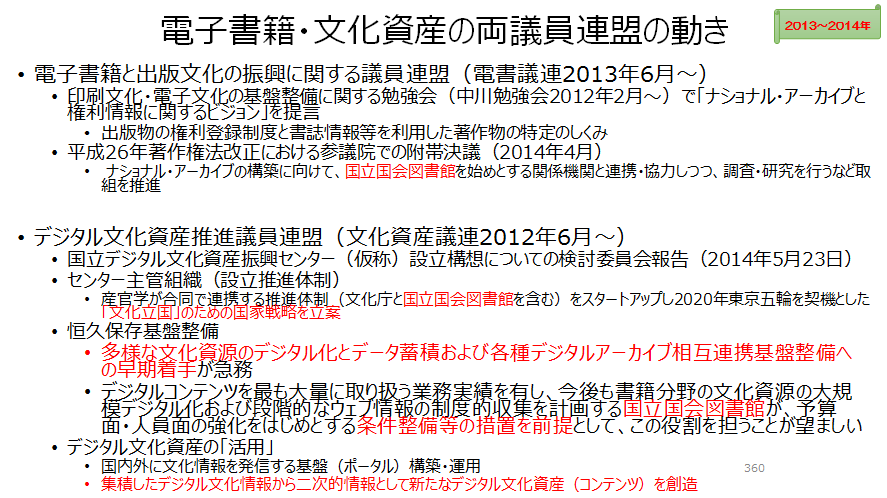 電子書籍・文化資産の両議員連盟の動き
2013～2014年
• 電子書籍と出版文化の振興に関する議員連盟（電書議連2013年6月～）
• 印刷文化・電子文化の基盤整備に関する勉強会（中川勉強会2012年2月～）で「ナショナル・アーカイブと
権利情報に関するビジョン」を提言
• 出版物の権利登録制度と書誌情報等を利用した著作物の特定のしくみ
• 平成26年著作権法改正における参議院での附帯決議（2014年4月）
• ナショナル・アーカイブの構築に向けて、国立国会図書館を始めとする関係機関と連携・協力しつつ、調査・研究を行うなど取
組を推進
• デジタル文化資産推進議員連盟（文化資産議連2012年6月～）
• 国立デジタル文化資産振興センター（仮称）設立構想についての検討委員会報告（2014年5月23日）
• センター主管組織（設立推進体制）
• 産官学が合同で連携する推進体制（文化庁と国立国会図書館を含む）をスタートアップし2020年東京五輪を契機とした
「文化立国」のための国家戦略を立案
• 恒久保存基盤整備
• 多様な文化資源のデジタル化とデータ蓄積および各種デジタルアーカイブ相互連携基盤整備へ
の早期着手が急務
• デジタルコンテンツを最も大量に取り扱う業務実績を有し、今後も書籍分野の文化資源の大規
模デジタル化および段階的なウェブ情報の制度的収集を計画する国立国会図書館が、予算
面・人員面の強化をはじめとする条件整備等の措置を前提として、この役割を担うことが望ましい
• デジタル文化資産の「活用」
• 国内外に文化情報を発信する基盤（ポータル）構築・運用
• 集積したデジタル文化情報から二次的情報として新たなデジタル文化資産（コンテンツ）を創造
360